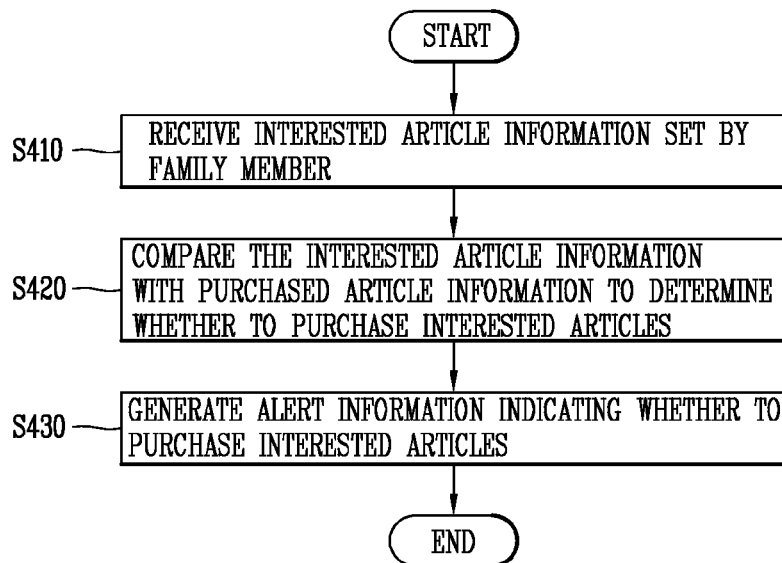 START
S410
RECEIVE INTERESTED ARTICLE INFORMATION SET BY
FAMILY MEMBER
S420
COMPARE THE INTERESTED ARTICLE INFORMATION
WITH PURCHASED ARTICLE INFORMATION TO DETERMINE
WHETHER TO PURCHASE INTERESTED ARTICLES
S430
GENERATE ALERT INFORMATION INDICATING WHETHER TO
PURCHASE INTERESTED ARTICLES
END